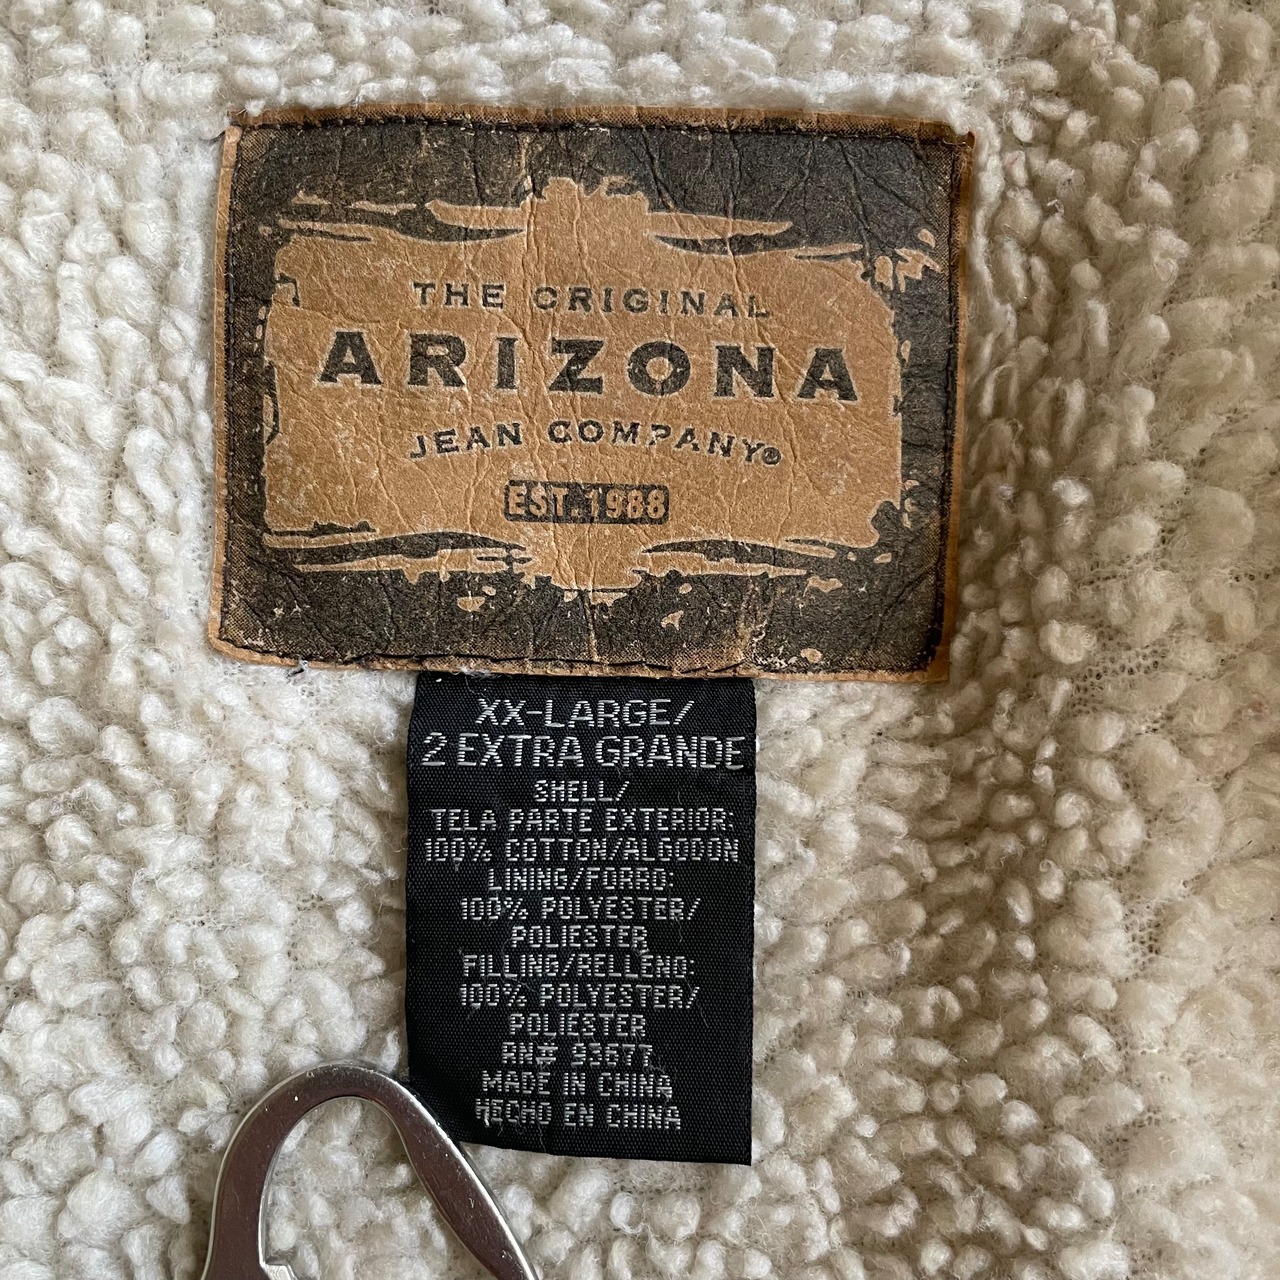 THE ORIGINAL
ARIZONA
JEAN COMPANY®
EST. 1988
XX-LARGE/
2 EXTRA GRANDE
SHELL/
TELA PARTE EXTERIOR:
100% COTTON/ALGODON
LINING/FORRO:
100% POLYESTER/
POLIESTER
FILLING/RELLENO:
100% POLYESTER/
POLIESTER
RN# 93677
MADE IN CHINA
HECHO EN CHINA